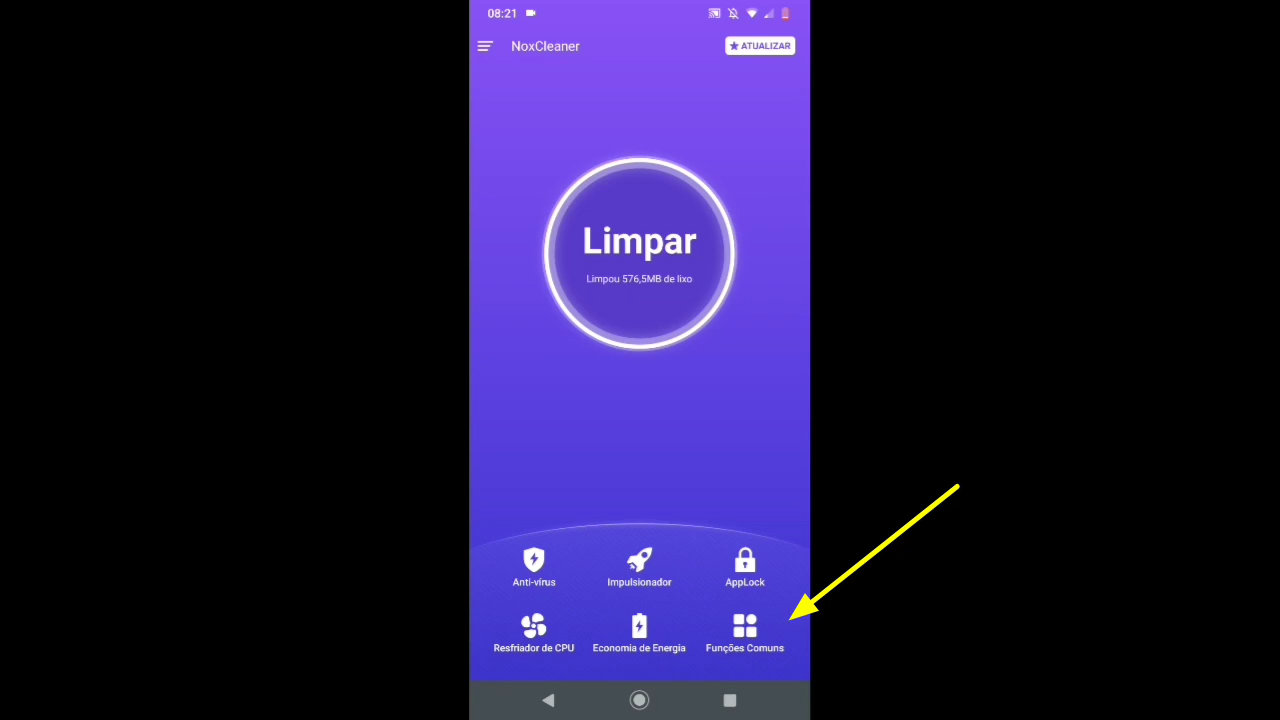 08:21
NoxCleaner
ATUALIZAR
Limpar
Limpou 576,5MB de lixo
Anti-vírus
Impulsionador
AppLock
Resfriador de CPU
Economia de Energia
Funções Comuns